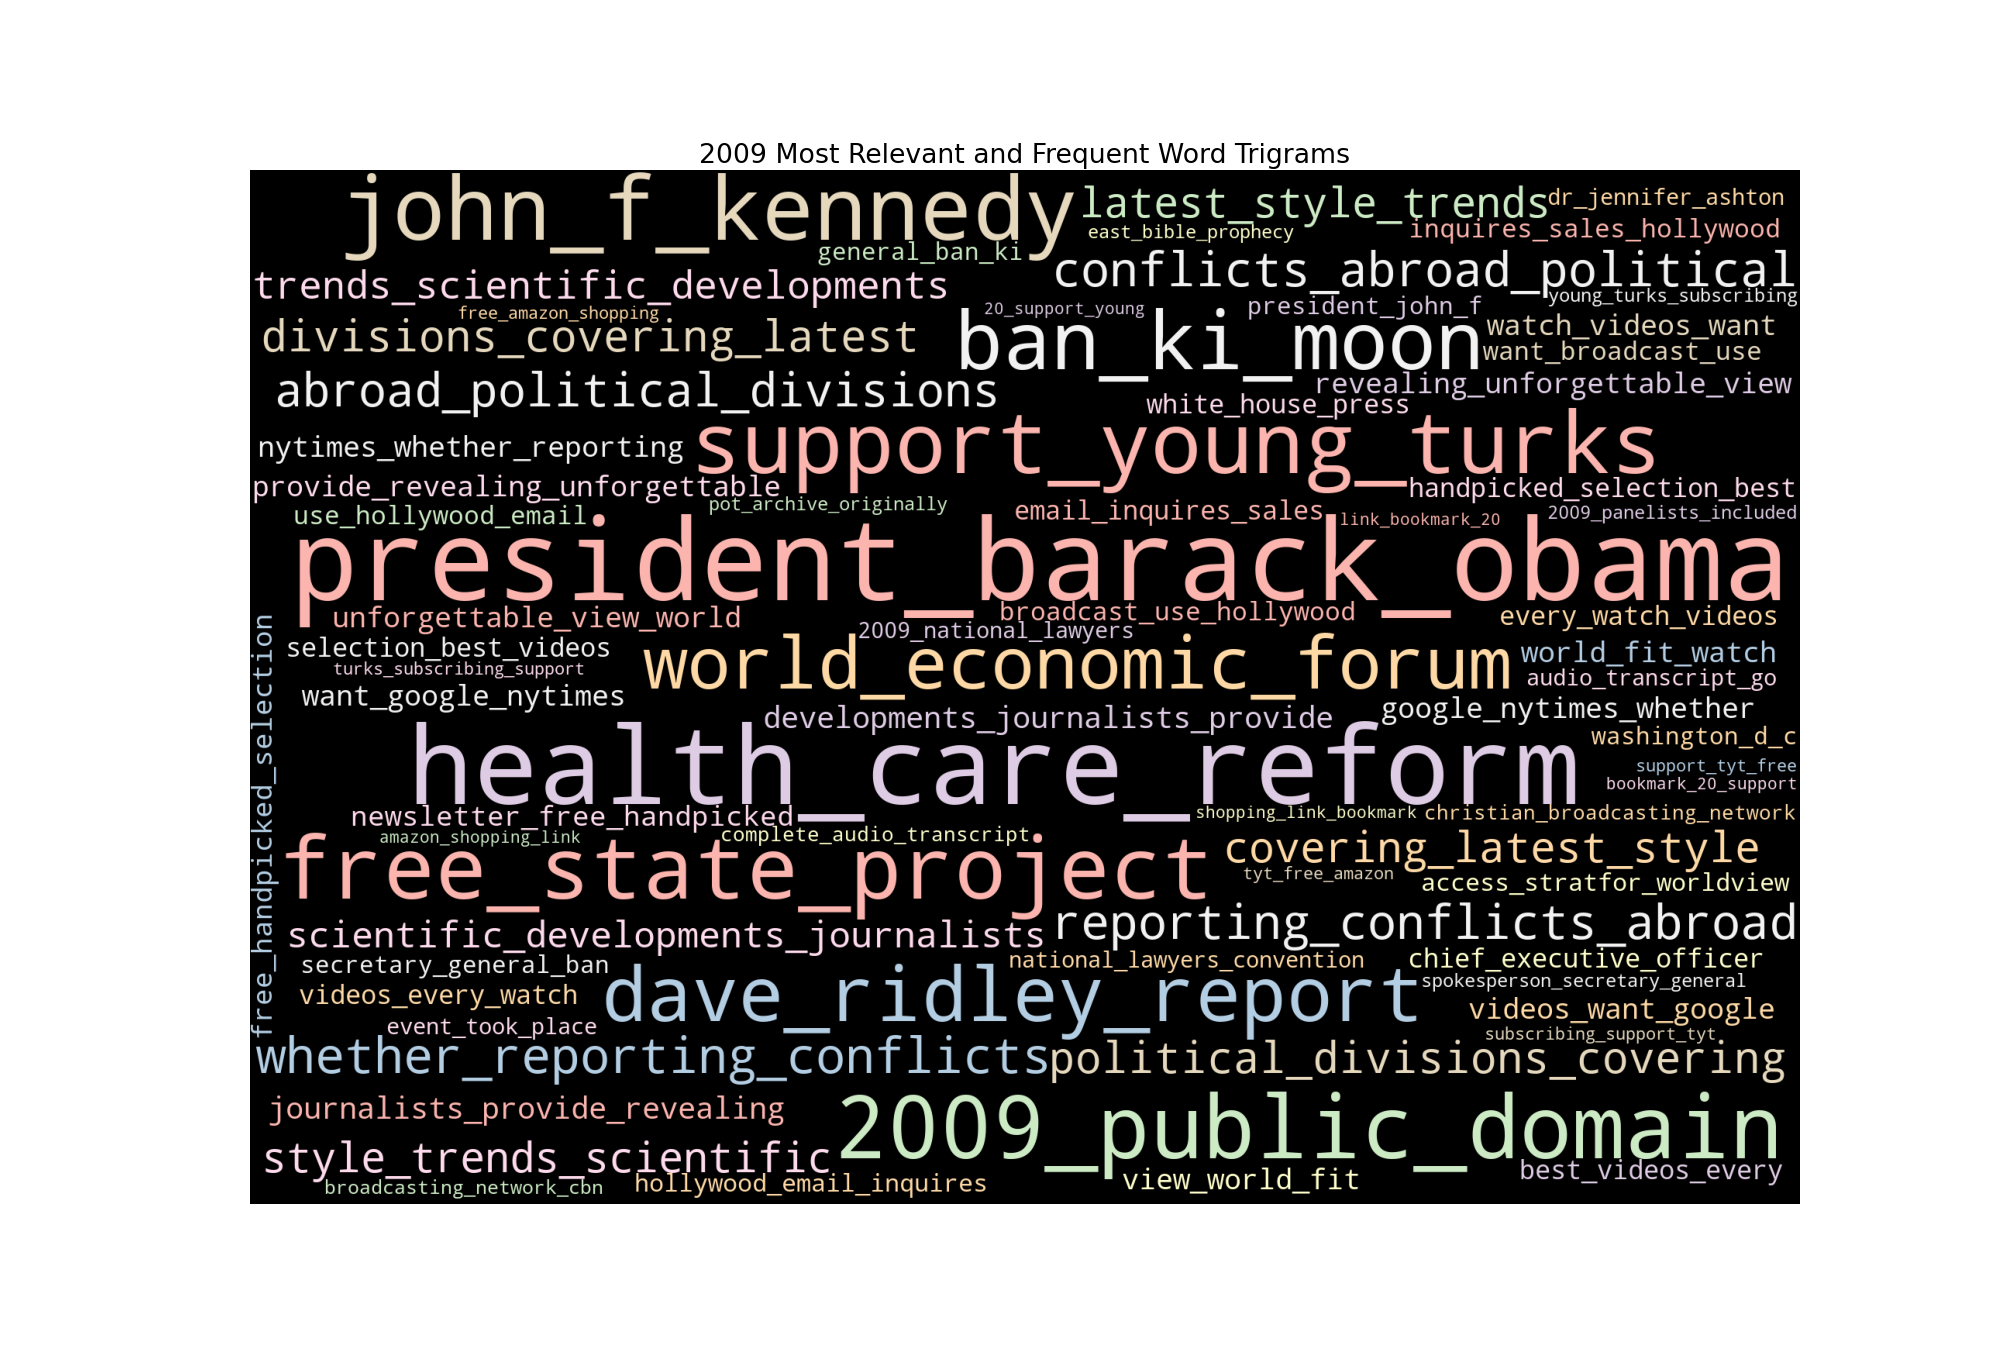 2009 Most Relevant and Frequent Word Trigrams
john_f_kennedy
latest_style_trends
dr_jennifer_ashton
east_bible_prophecy
inquires_sales_hollywood
general_ban_ki
conflicts_abroad_political
trends_scientific_developments
young_turks_subscribing
free_amazon_shopping
20_support_young
president_john_f
divisions_covering_latest
ban_ki_moon
watch_videos_want
want_broadcast_use
abroad_political_divisions
revealing_unforgettable_view
white_house_press
nytimes_whether_reporting
support_young_turks
provide_revealing_unforgettable
handpicked_selection_best
pot_archive_originally
use_hollywood_email
email_inquires_sales
link_bookmark_20
2009_panelists_included
president_barack_obama
unforgettable_view_world
broadcast_use_hollywood
every_watch_videos
2009_national_lawyers
free_handpicked_selection
selection_best_videos
turks_subscribing_support
world_economic_forum
world_fit_watch
audio_transcript_go
want_google_nytimes
developments_journalists_provide
google_nytimes_whether
washington_d_c
health_care_reform
support_tyt_free
bookmark_20_support
newsletter_free_handpicked
shopping_link_bookmark
christian_broadcasting_network
amazon_shopping_link
complete_audio_transcript
free_state_project
covering_latest_style
tyt_free_amazon
access_stratfor_worldview
scientific_developments_journalists
reporting_conflicts_abroad
secretary_general_ban
national_lawyers_convention
chief_executive_officer
spokesperson_secretary_general
videos_every_watch
dave_ridley_report
videos_want_google
event_took_place
subscribing_support_tyt
whether_reporting_conflicts
political_divisions_covering
journalists_provide_revealing
2009_public_domain
style_trends_scientific
best_videos_every
broadcasting_network_cbn
hollywood_email_inquires
view_world_fit